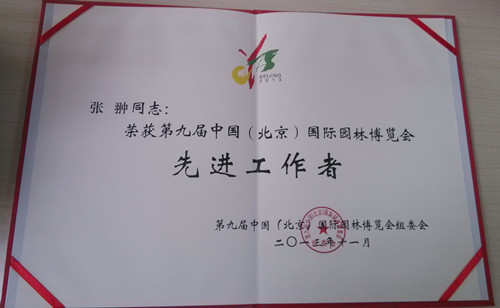 BEIJING
2013
张翀同志：
荣获第九届中国（北京）国际园林博览会
先进工作者
第九届中国（北京）国际园林博览会组委会
二〇一三年十一月